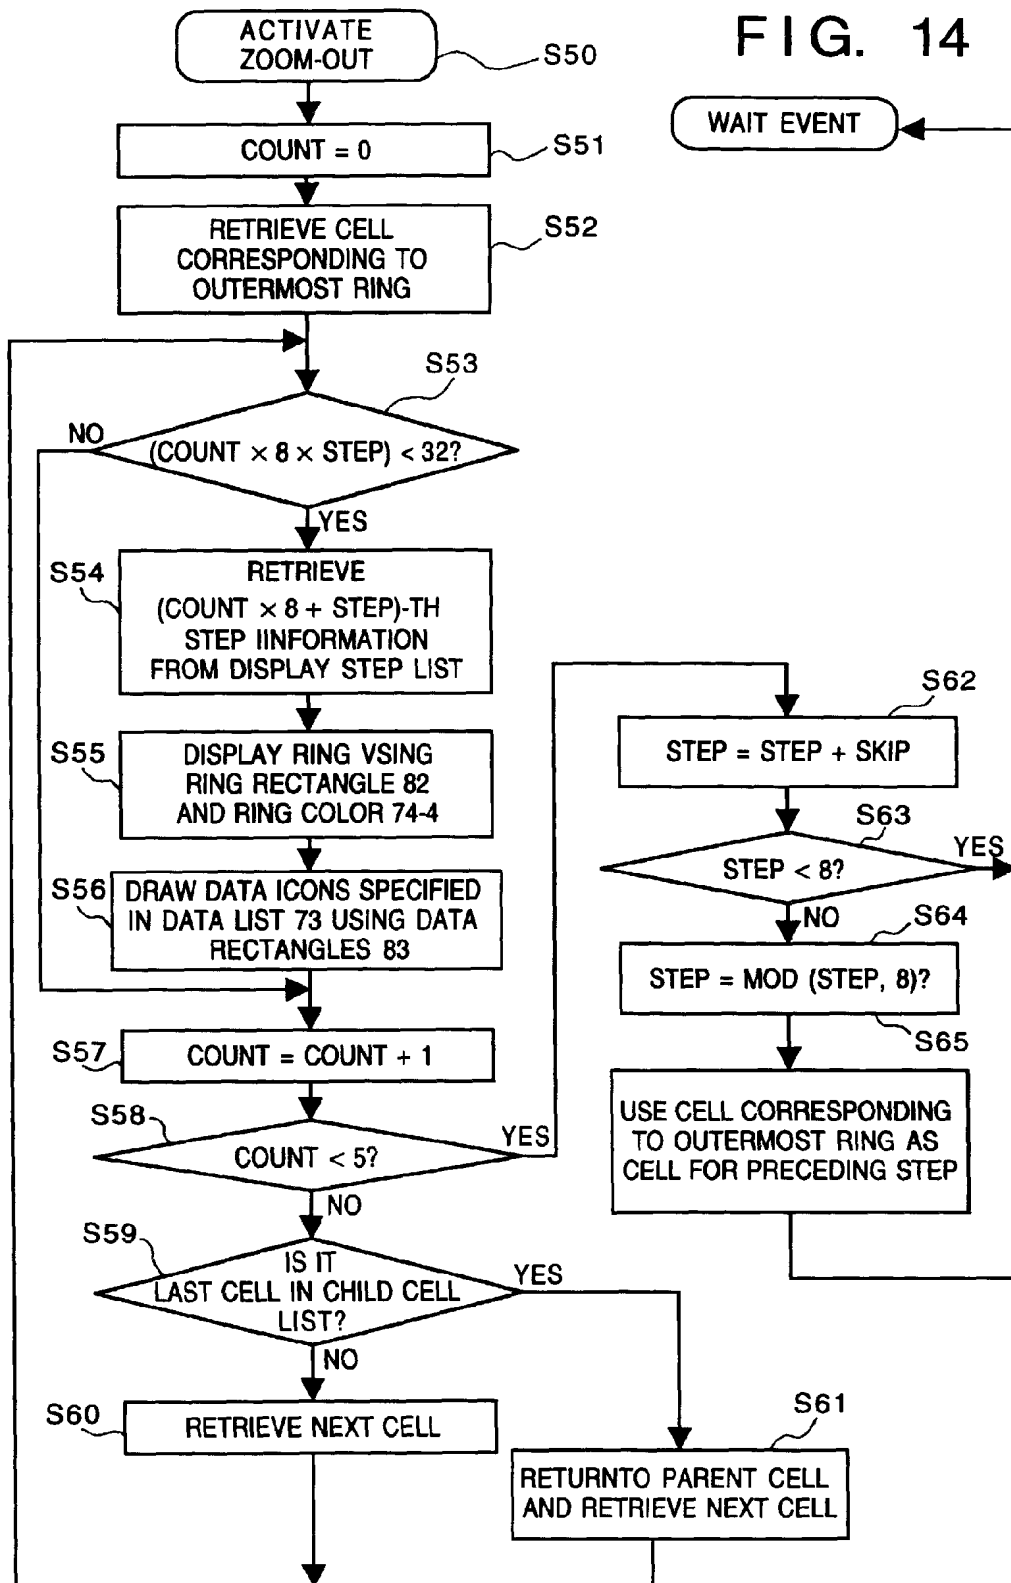 FIG. 14
ACTIVATE
ZOOM-OUT
S50
WAIT EVENT
COUNT = 0
S51
RETRIEVE CELL
CORRESPONDING TO
OUTERMOST RING
S52
S53
NO
(COUNT × 8 × STEP) < 32?
YES
S54
RETRIEVE
(COUNT × 8 + STEP)-TH
STEP IINFORMATION
FROM DISPLAY STEP LIST
S55
DISPLAY RING VSING
RING RECTANGLE 82
AND RING COLOR 74-4
S56
DRAW DATA ICONS SPECIFIED
IN DATA LIST 73 USING DATA
RECTANGLES 83
S57
COUNT = COUNT + 1
S58
COUNT < 5?
YES
NO
S59
IS IT
LAST CELL IN CHILD CELL
LIST?
YES
NO
S60
RETRIEVE NEXT CELL
S61
RETURNTO PARENT CELL
AND RETRIEVE NEXT CELL
S62
STEP = STEP + SKIP
S63
STEP < 8?
YES
NO
S64
STEP = MOD (STEP, 8)?
S65
USE CELL CORRESPONDING
TO OUTERMOST RING AS
CELL FOR PRECEDING STEP